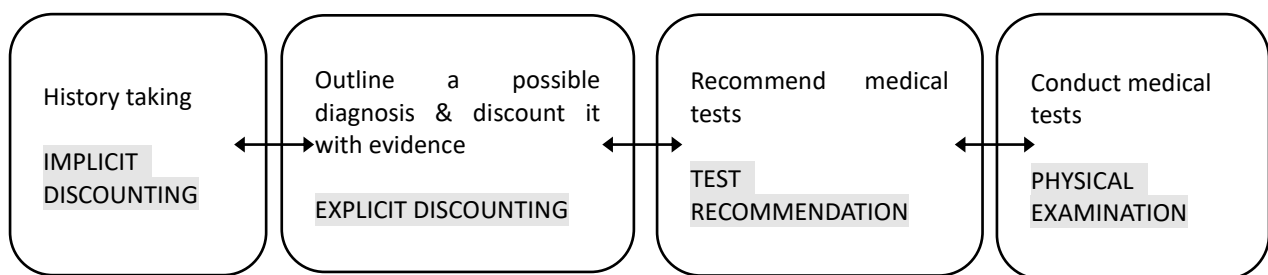 History taking
IMPLICIT
DISCOUNTING
Outline a possible
diagnosis & discount it
with evidence
EXPLICIT DISCOUNTING
Recommend medical
tests
TEST
RECOMMENDATION
Conduct medical
tests
PHYSICAL
EXAMINATION